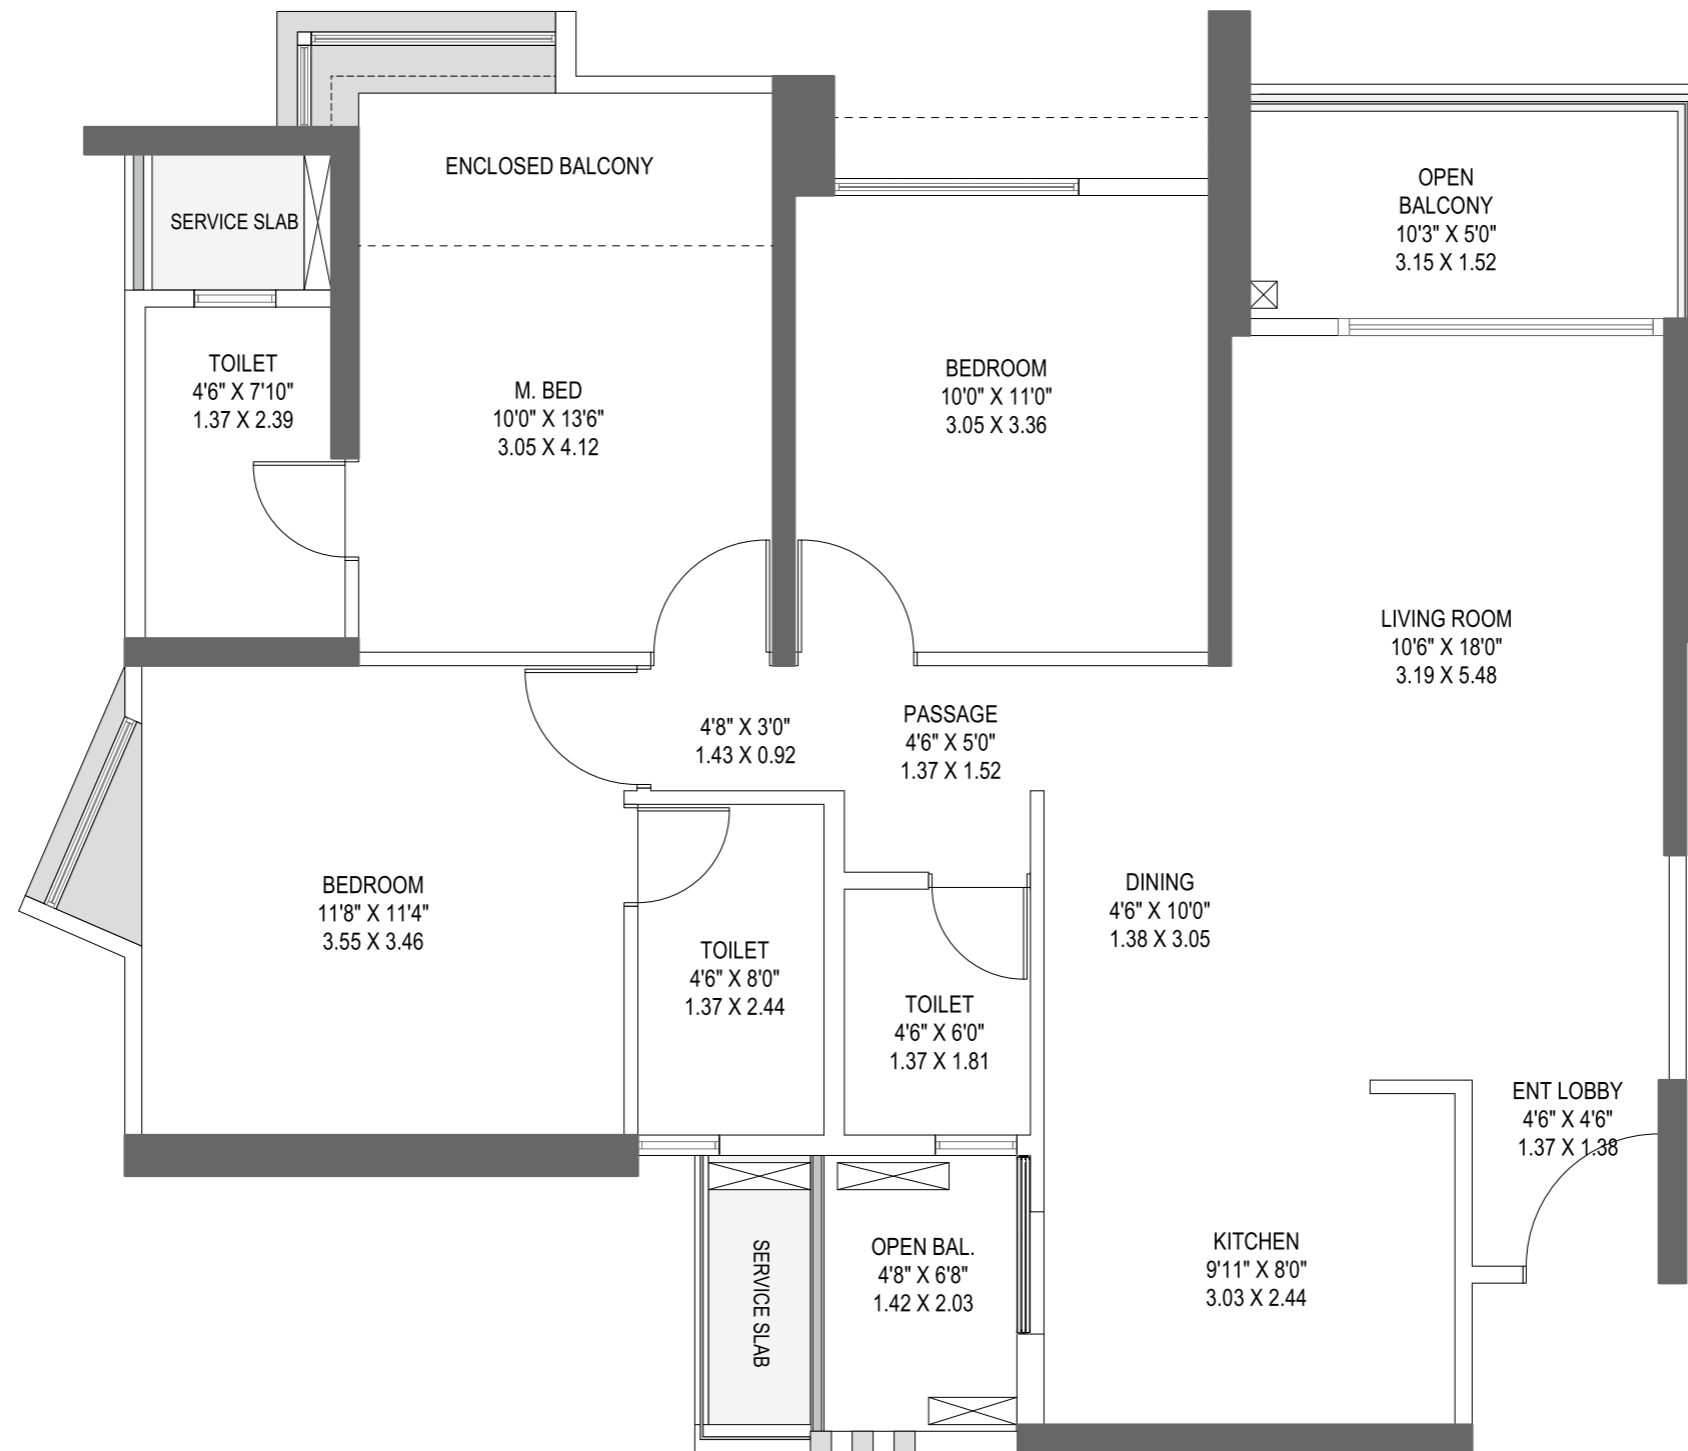 ENCLOSED BALCONY
SERVICE SLAB
OPEN
BALCONY
10'3" X 5'0"
3.15 X 1.52
TOILET
4'6" X 7'10"
1.37 X 2.39
M. BED
10'0" X 13'6"
3.05 X 4.12
BEDROOM
10'0" X 11'0"
3.05 X 3.36
LIVING ROOM
10'6" X 18'0"
3.19 X 5.48
4'8" X 3'0"
1.43 X 0.92
PASSAGE
4'6" X 5'0"
1.37 X 1.52
BEDROOM
11'8" X 11'4"
3.55 X 3.46
TOILET
4'6" X 8'0"
1.37 X 2.44
TOILET
4'6" X 6'0"
1.37 X 1.81
DINING
4'6" X 10'0"
1.38 X 3.05
ENT LOBBY
4'6" X 4'6"
1.37 X 1.38
SERVICE SLAB
OPEN BAL.
4'8" X 6'8"
1.42 X 2.03
KITCHEN
9'11" X 8'0"
3.03 X 2.44